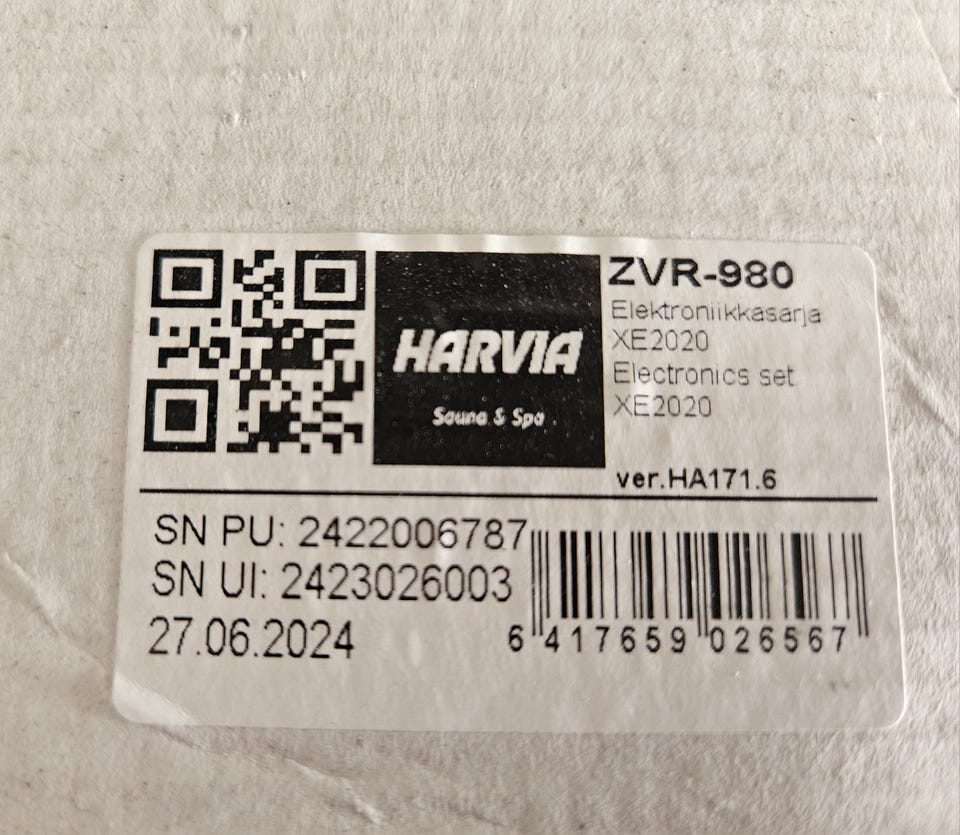 HARVIA
Sauna & Spa
ZVR-980
Elektroniikkasarja
XE2020
Electronics set
XE2020
ver.HA171.6
SN PU: 2422006787
SN UI: 2423026003
27.06.2024
6 417659 026567